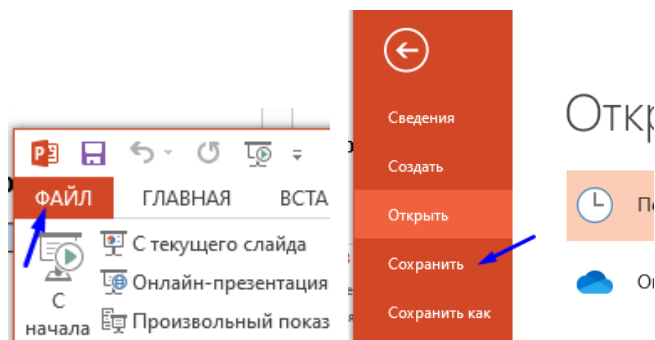 ФАЙЛ ГЛАВНАЯ ВСТА
С текущего слайда
Онлайн-презентация
С
начала
Произвольный показ
Сведения
Создать
Открыть
Сохранить
Сохранить как
Откр